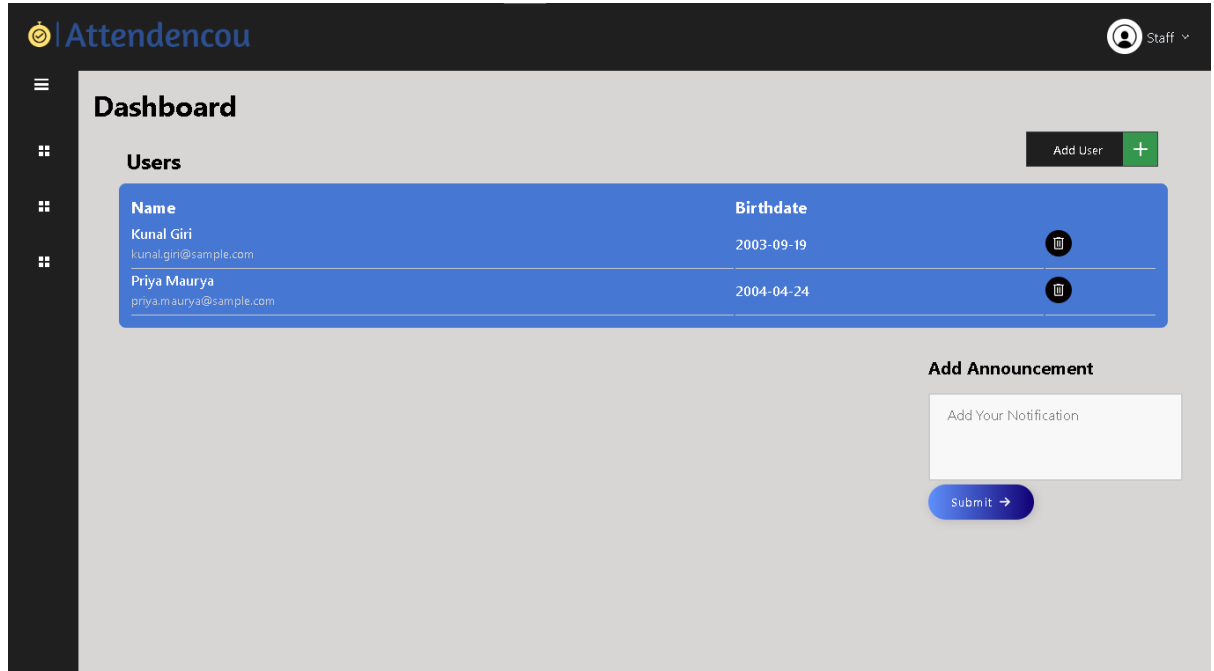 Attendencou
Staff
Dashboard
Users
Add User
Name Birthdate
Kunal Giri
kunal.giri@sample.com
2003-09-19
Priya Maurya
priya.maurya@sample.com
2004-04-24
Add Announcement
Add Your Notification
Submit